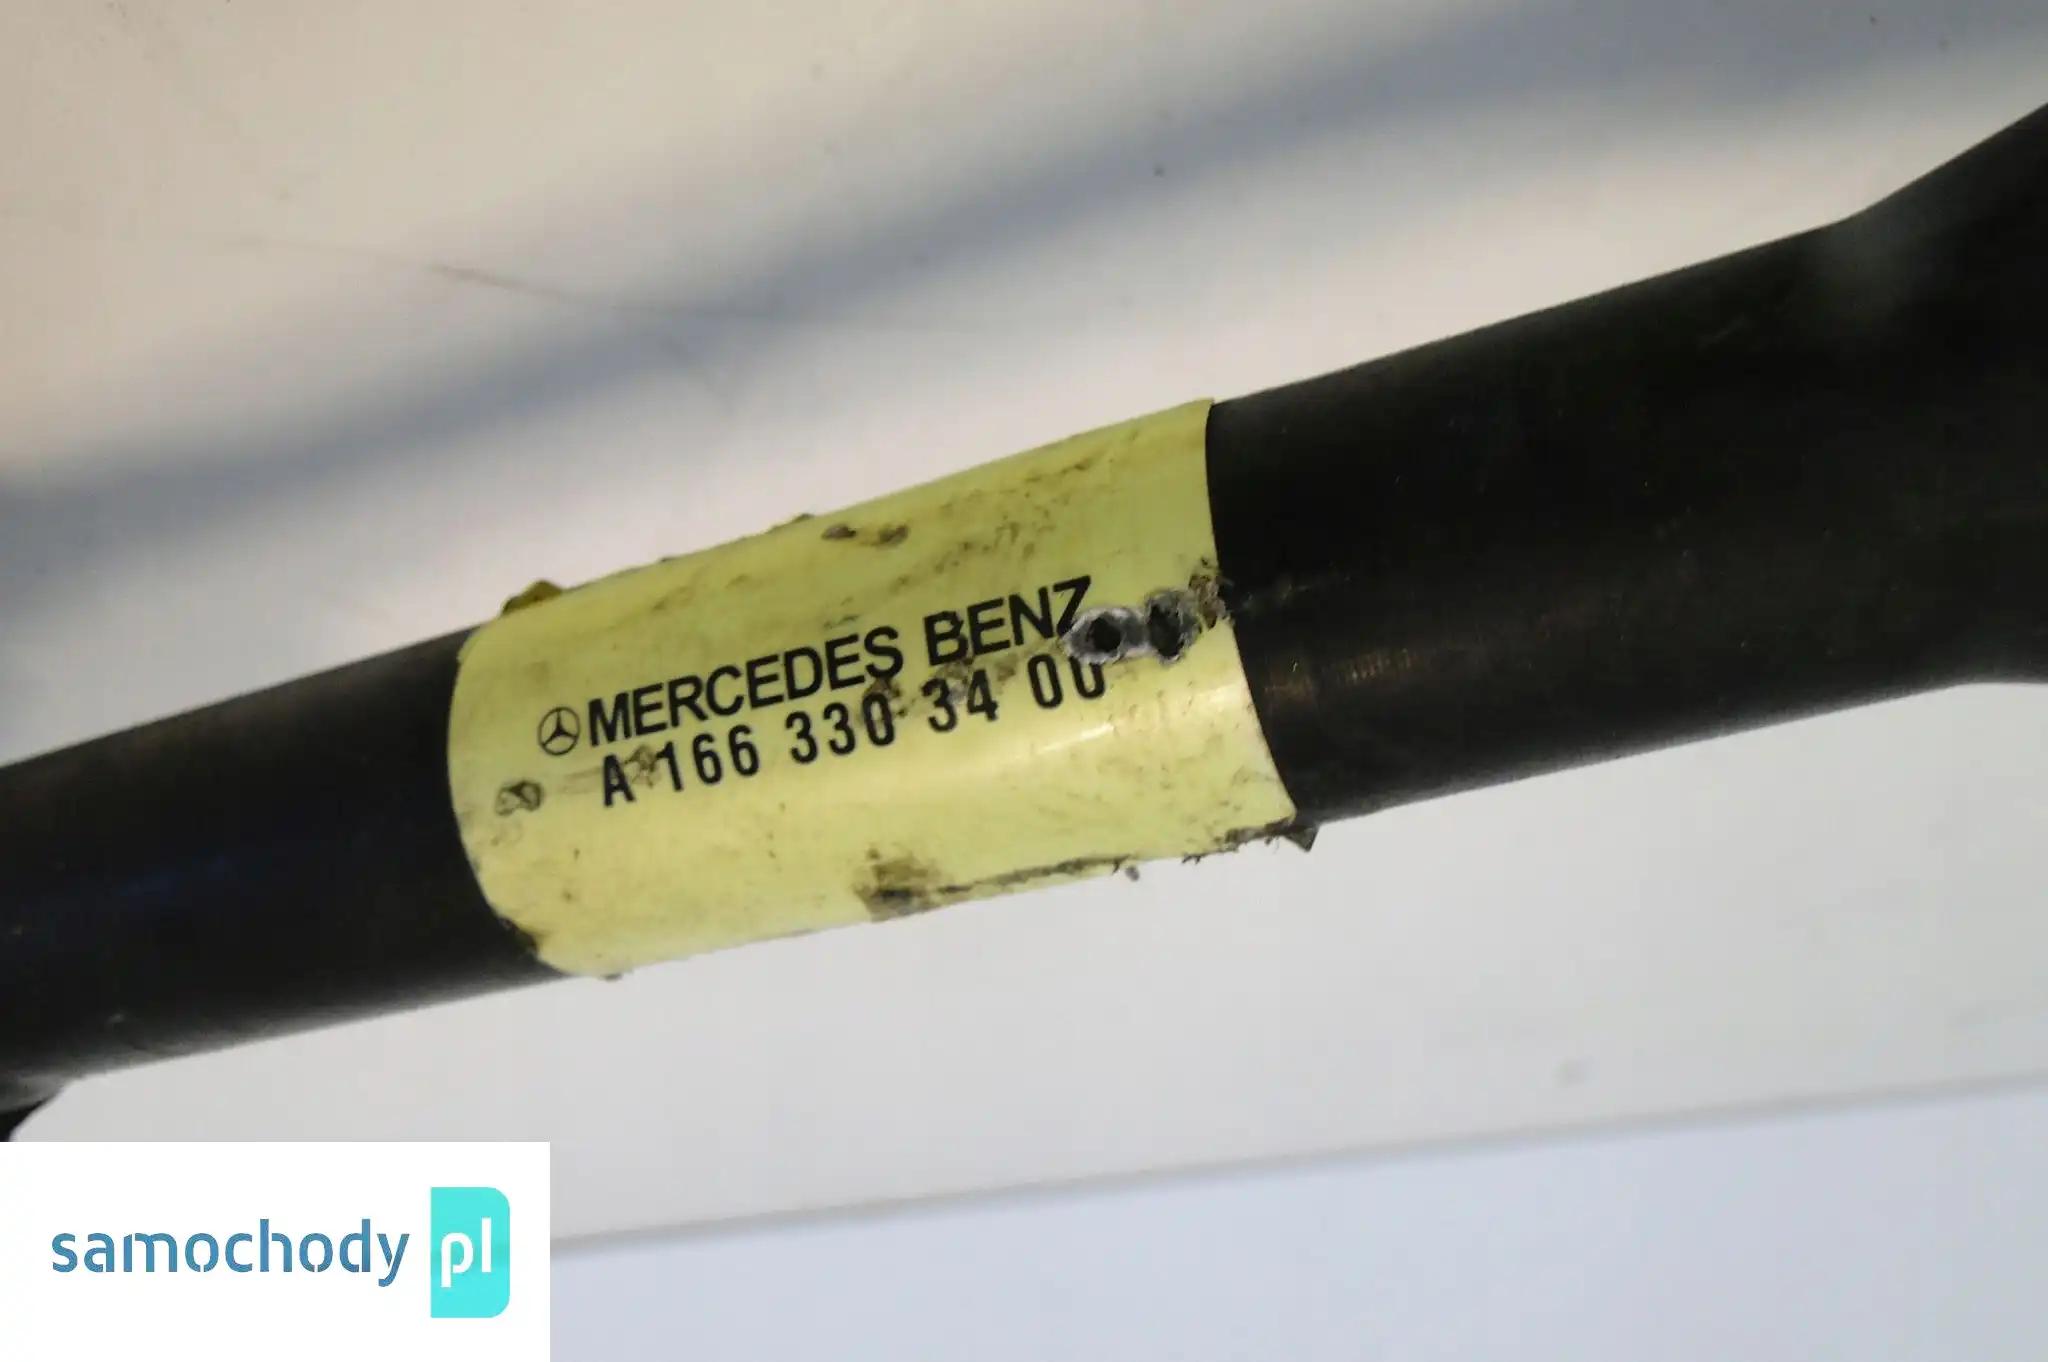 MERCEDES BENZ
A 166 330 34 00
samochody pl